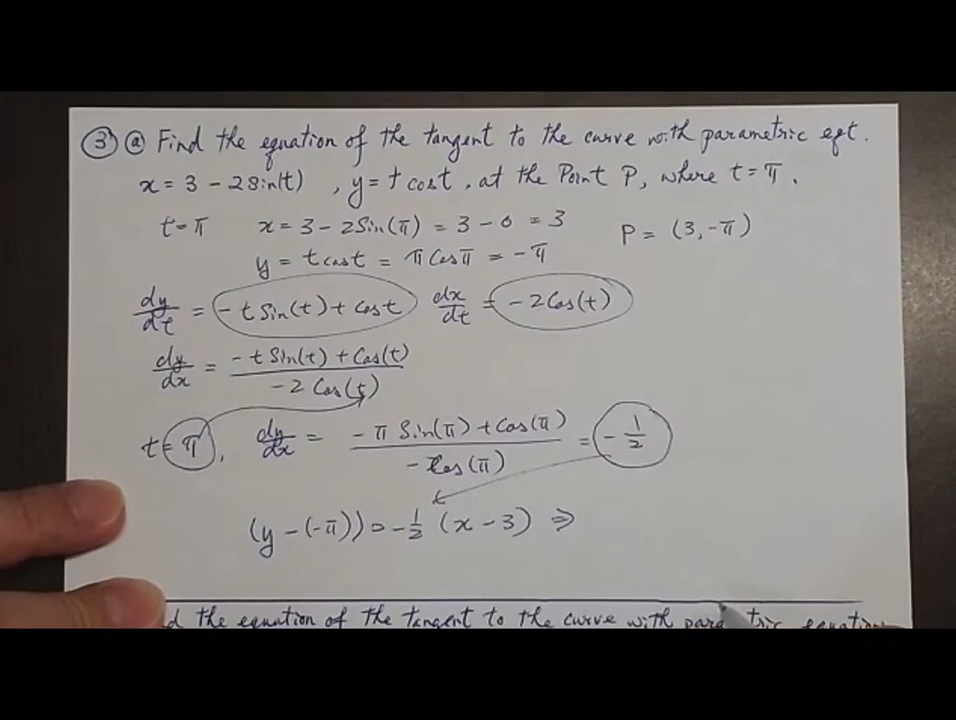 ③ ⓐ Find the equation of the tangent to the curve with parametric eqt.
x = 3 - 2Sin(t) , y = t cost , at the Point P, where t = π .
t = π x = 3 - 2Sin(π) = 3 - 0 = 3 P = (3, -π)
y = t cost = π Cosπ = -π
dy/dt = -t Sin(t) + cost dx/dt = -2Cos(t)
dy/dx = (-t Sin(t) + Cos(t))/(-2 Cos(t))
t = π , dy/dx = (-π Sin(π) + Cos(π))/(-2Cos(π)) = -1/2
(y - (-π)) = -1/2 (x - 3) ⇒
the equation of the tangent to the curve with